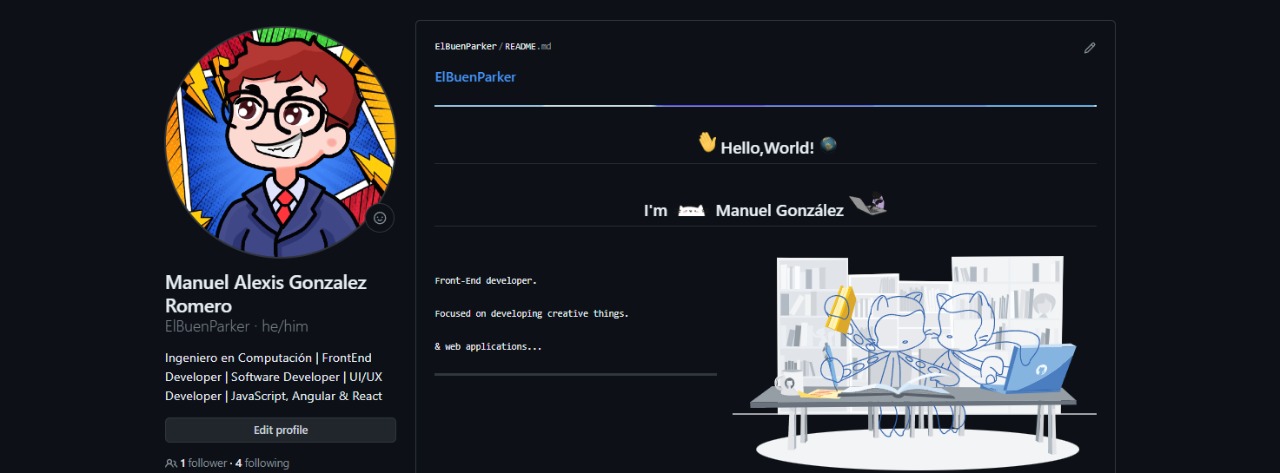 Manuel Alexis Gonzalez
Romero
ElBuenParker · he/him
Ingeniero en Computación | FrontEnd
Developer | Software Developer | UI/UX
Developer | JavaScript, Angular & React
Edit profile
1 follower · 4 following
ElBuenParker/README.md
ElBuenParker
Hello,World!
I'm Manuel González
Front-End developer.
Focused on developing creative things.
& web applications...